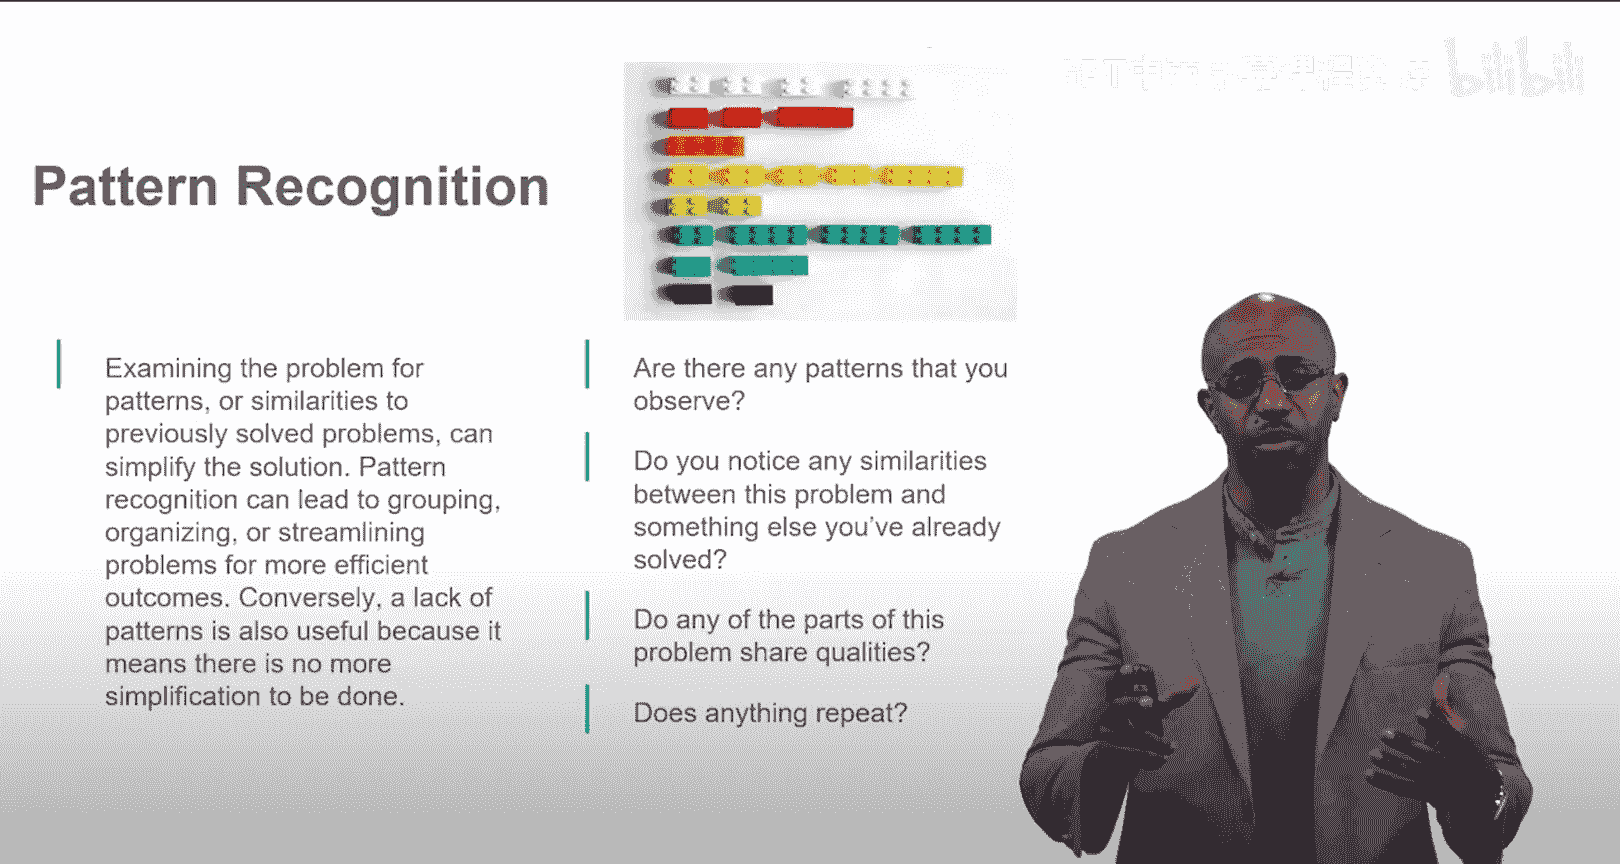 bilibili
Pattern Recognition
Examining the problem for
patterns, or similarities to
previously solved problems, can
simplify the solution. Pattern
recognition can lead to grouping,
organizing, or streamlining
problems for more efficient
outcomes. Conversely, a lack of
patterns is also useful because it
means there is no more
simplification to be done.
Are there any patterns that you
observe?
Do you notice any similarities
between this problem and
something else you’ve already
solved?
Do any of the parts of this
problem share qualities?
Does anything repeat?